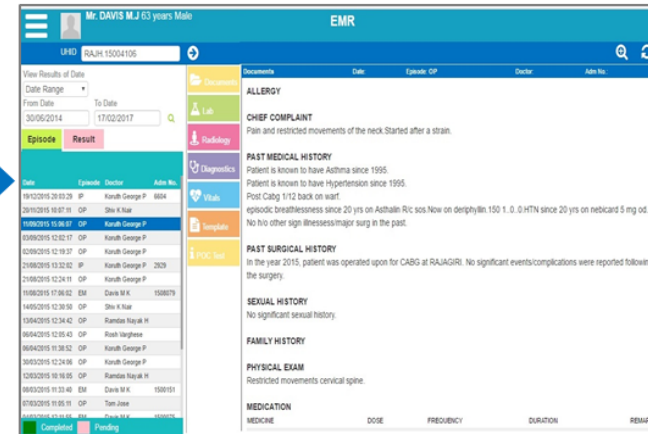 Mr. DAVIS M.J 63 years Male
EMR
UHID RAJH.15004106
View Results of Date
Date Range
From Date To Date
30/06/2014 17/02/2017
Episode Result
Date Episode Doctor Adm No.
19/12/2015 20:03:29 IP Koruth George P 6604
20/11/2015 10:07:11 OP Shiv K Nair
11/09/2015 15:06:07 OP Koruth George P
03/09/2015 12:02:17 OP Koruth George P
02/09/2015 12:19:37 OP Koruth George P
21/08/2015 13:32:02 IP Koruth George P 2929
21/08/2015 12:24:11 OP Koruth George P
11/08/2015 17:06:02 EM Davis M K 1508079
14/05/2015 12:30:50 OP Shiv K Nair
13/04/2015 12:34:42 OP Ramdas Nayak H
06/04/2015 12:05:43 OP Rosh Varghese
06/04/2015 11:38:52 OP Koruth George P
30/03/2015 12:24:06 OP Koruth George P
12/03/2015 10:16:05 OP Ramdas Nayak H
08/03/2015 11:33:40 EM Davis M K 1500151
07/03/2015 11:05:11 OP Tom Jose
Completed Pending
Documents
Lab
Radiology
Diagnostics
Vitals
Template
POC Test
Documents Date: Episode: OP Doctor: Adm No.:
ALLERGY
CHIEF COMPLAINT
Pain and restricted movements of the neck.Started after a strain.
PAST MEDICAL HISTORY
Patient is known to have Asthma since 1995.
Patient is known to have Hypertension since 1995.
Post Cabg 1/12 back on warf.
episodic breathlessness since 20 yrs on Asthalin R/c sos.Now on deriphyllin.150 1..0..0.HTN since 20 yrs on nebicard 5 mg od.
No h/o other sign illnessess/major surg in the past.
PAST SURGICAL HISTORY
In the year 2015, patient was operated upon for CABG at RAJAGIRI. No significant events/complications were reported followin
the surgery.
SEXUAL HISTORY
No significant sexual history.
FAMILY HISTORY
PHYSICAL EXAM
Restricted movements cervical spine.
MEDICATION
MEDICINE DOSE FREQUENCY DURATION REMAR